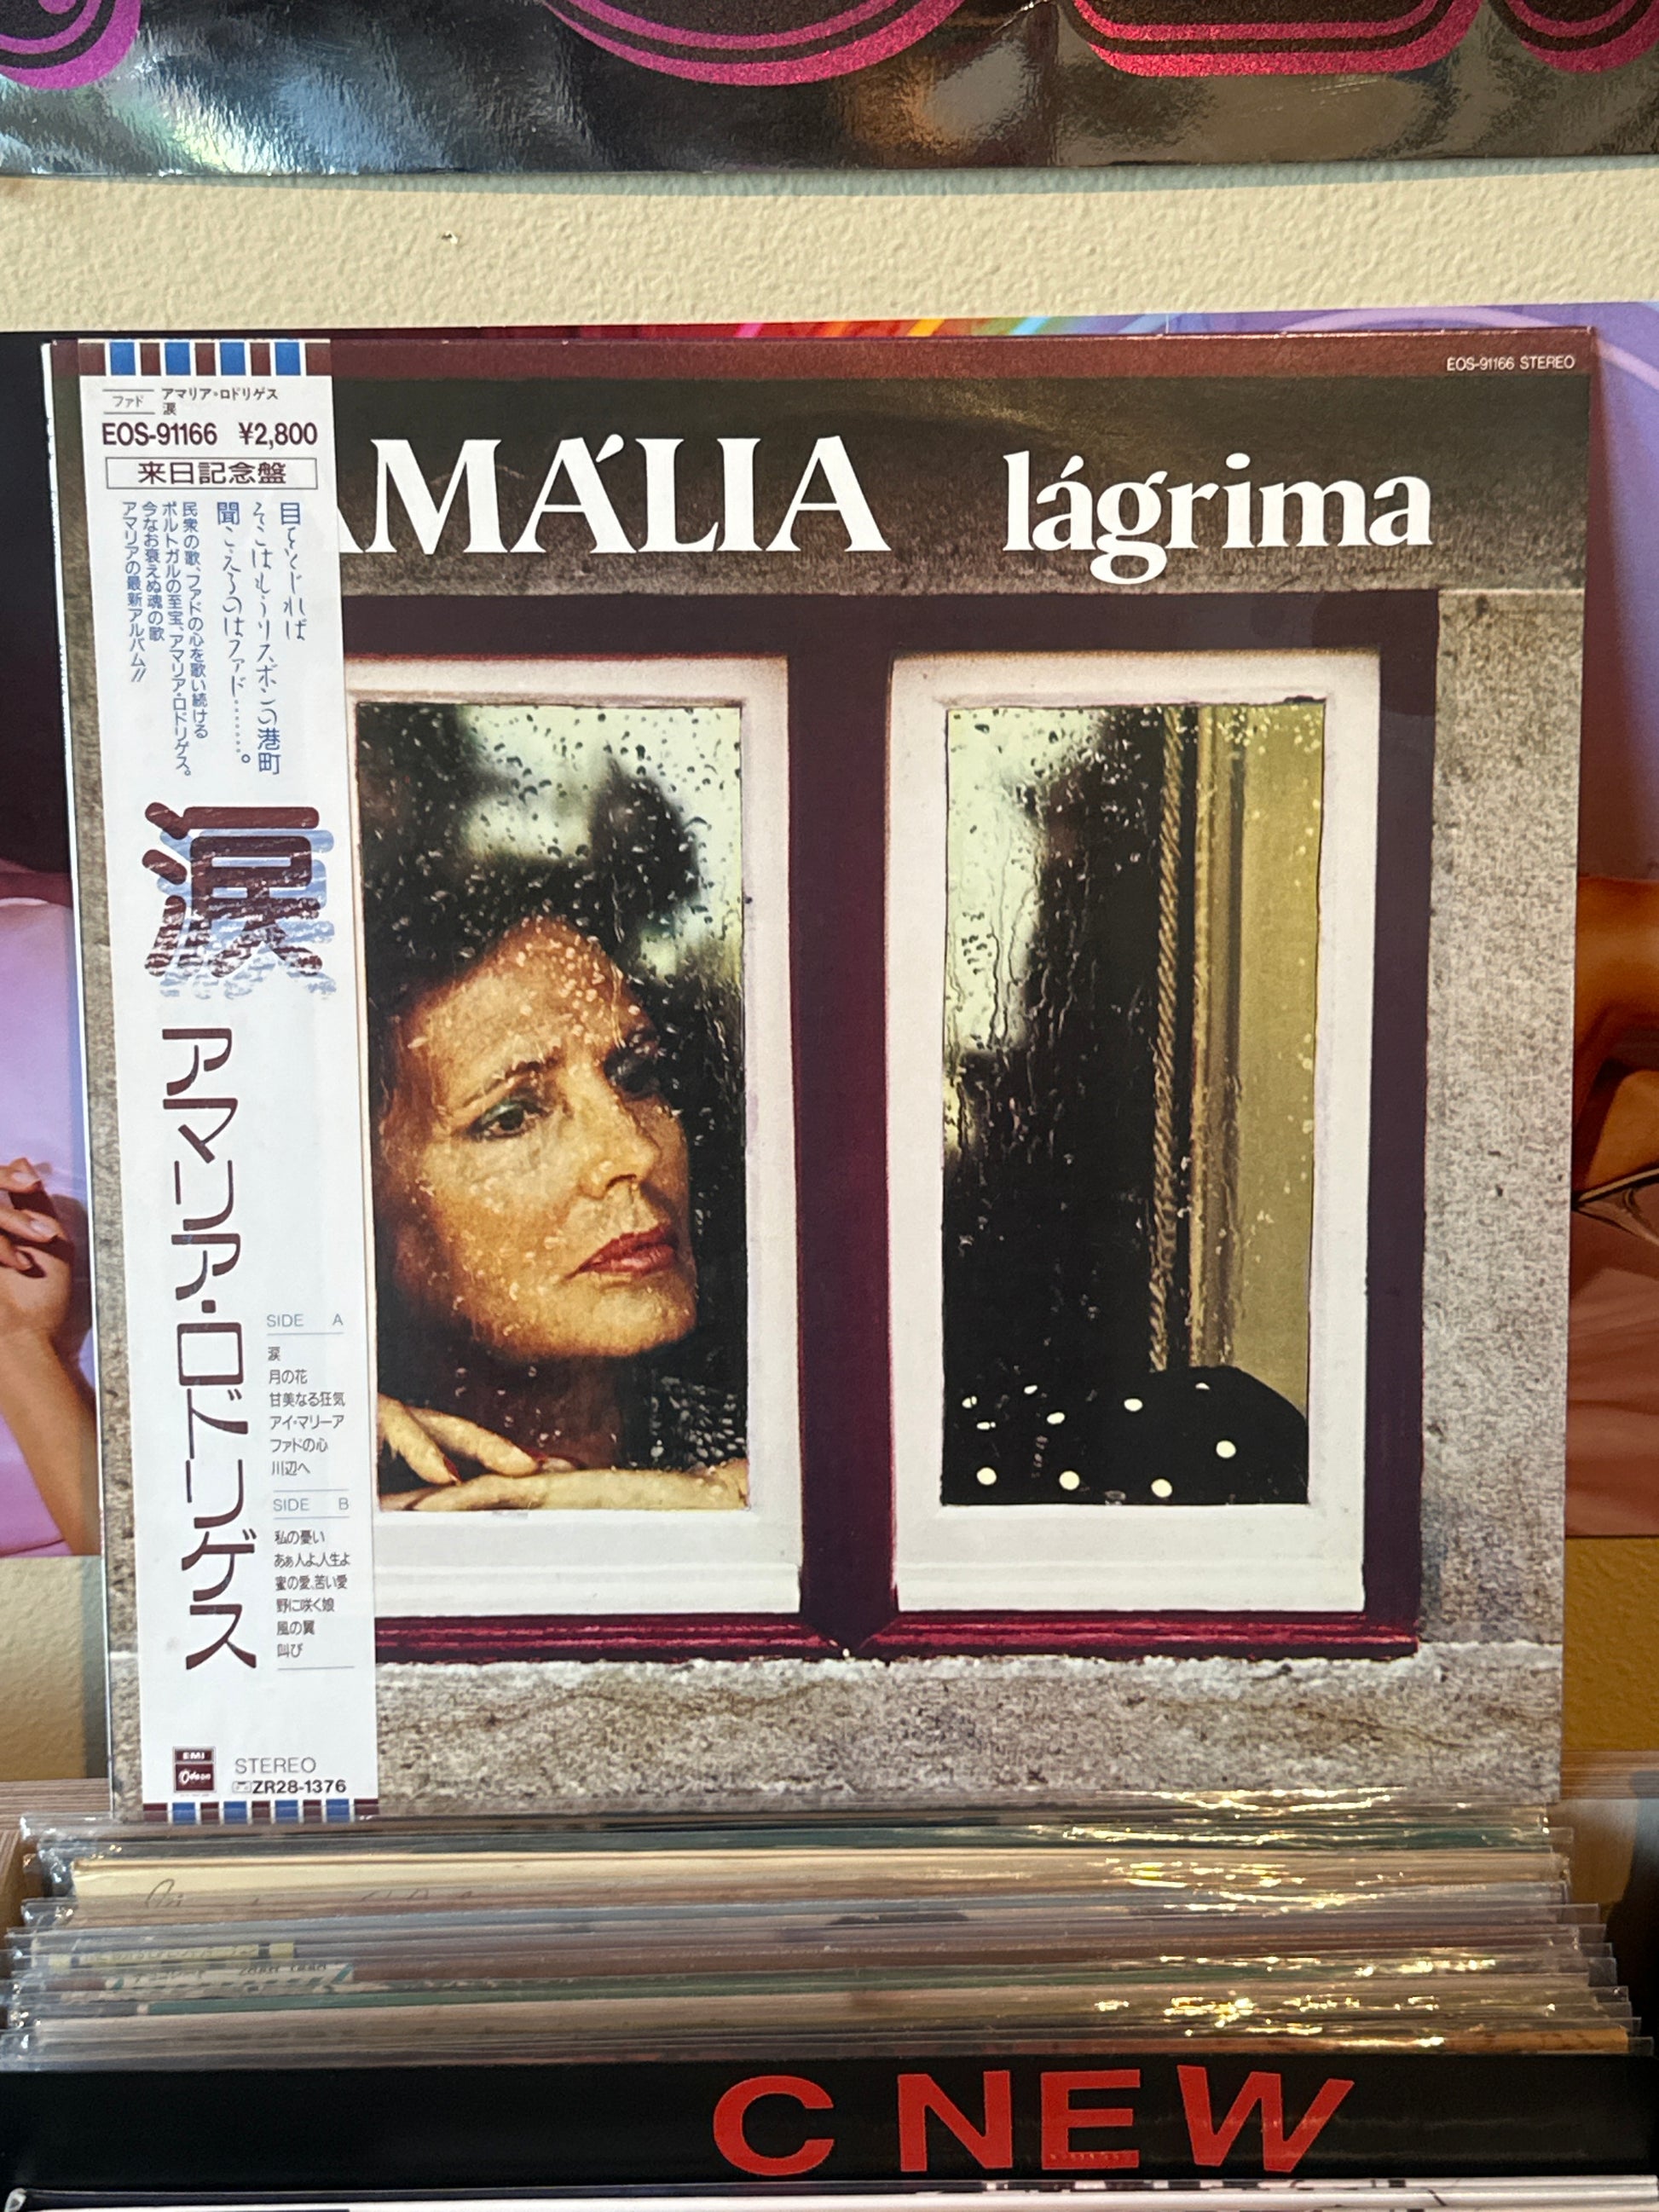 EOS-91166 STEREO
AMÁLIA lágrima
ファド
アマリア・ロドリゲス
涙
EOS-91166 ¥2,800
来日記念盤
目をとじれば
そこはもうリスボンの港町
聞こえるのはファド………。
民衆の歌、ファドの心を歌い続ける
ポルトガルの至宝、アマリア・ロドリゲス。
今なお衰えぬ魂の歌
アマリアの最新アルバム!!
涙
アマリア・ロドリゲス
SIDE A
涙
月の花
甘美なる狂気
アイ・マリーア
ファドの心
川辺へ
SIDE B
私の憂い
あぁ人よ、人生よ
蜜の愛、苦い愛
野に咲く娘
風の翼
叫び
EMI
Odeon
STEREO
ZR28-1376
C NEW